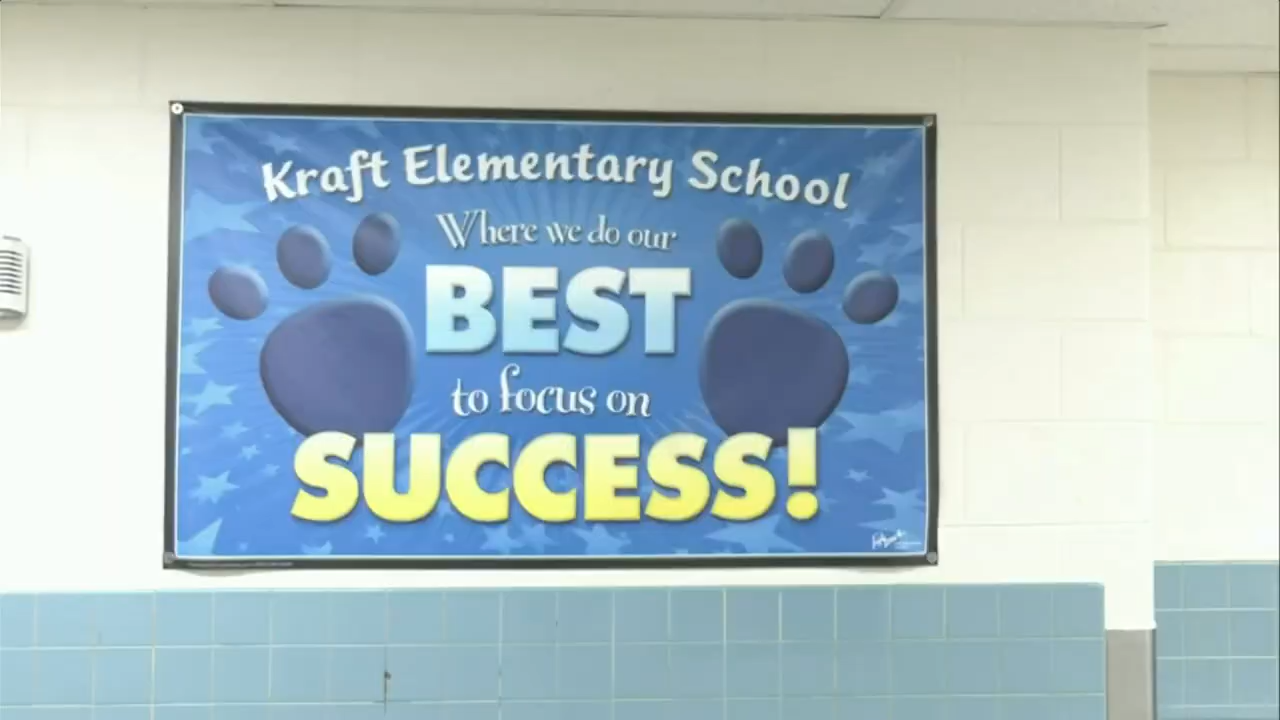 Kraft Elementary School
Where we do our
BEST
to focus on
SUCCESS!